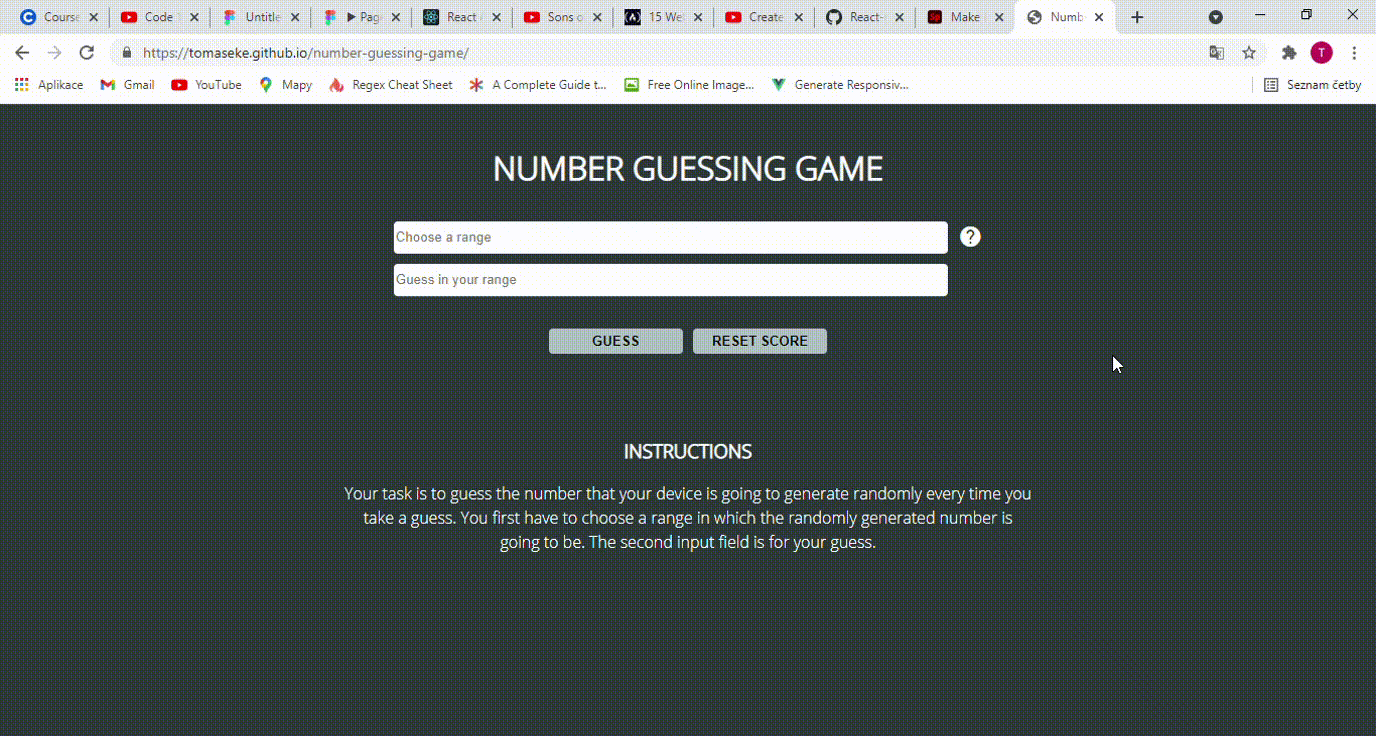 Course
Code
Untitle
▶ Page
React
Sons o
15 We
Create
React-
Make
Numb
https://tomaseke.github.io/number-guessing-game/
T
Aplikace
Gmail
YouTube
Mapy
Regex Cheat Sheet
A Complete Guide t...
Free Online Image...
Generate Responsiv...
Seznam četby
NUMBER GUESSING GAME
Choose a range
?
Guess in your range
GUESS
RESET SCORE
INSTRUCTIONS
Your task is to guess the number that your device is going to generate randomly every time you
take a guess. You first have to choose a range in which the randomly generated number is
going to be. The second input field is for your guess.